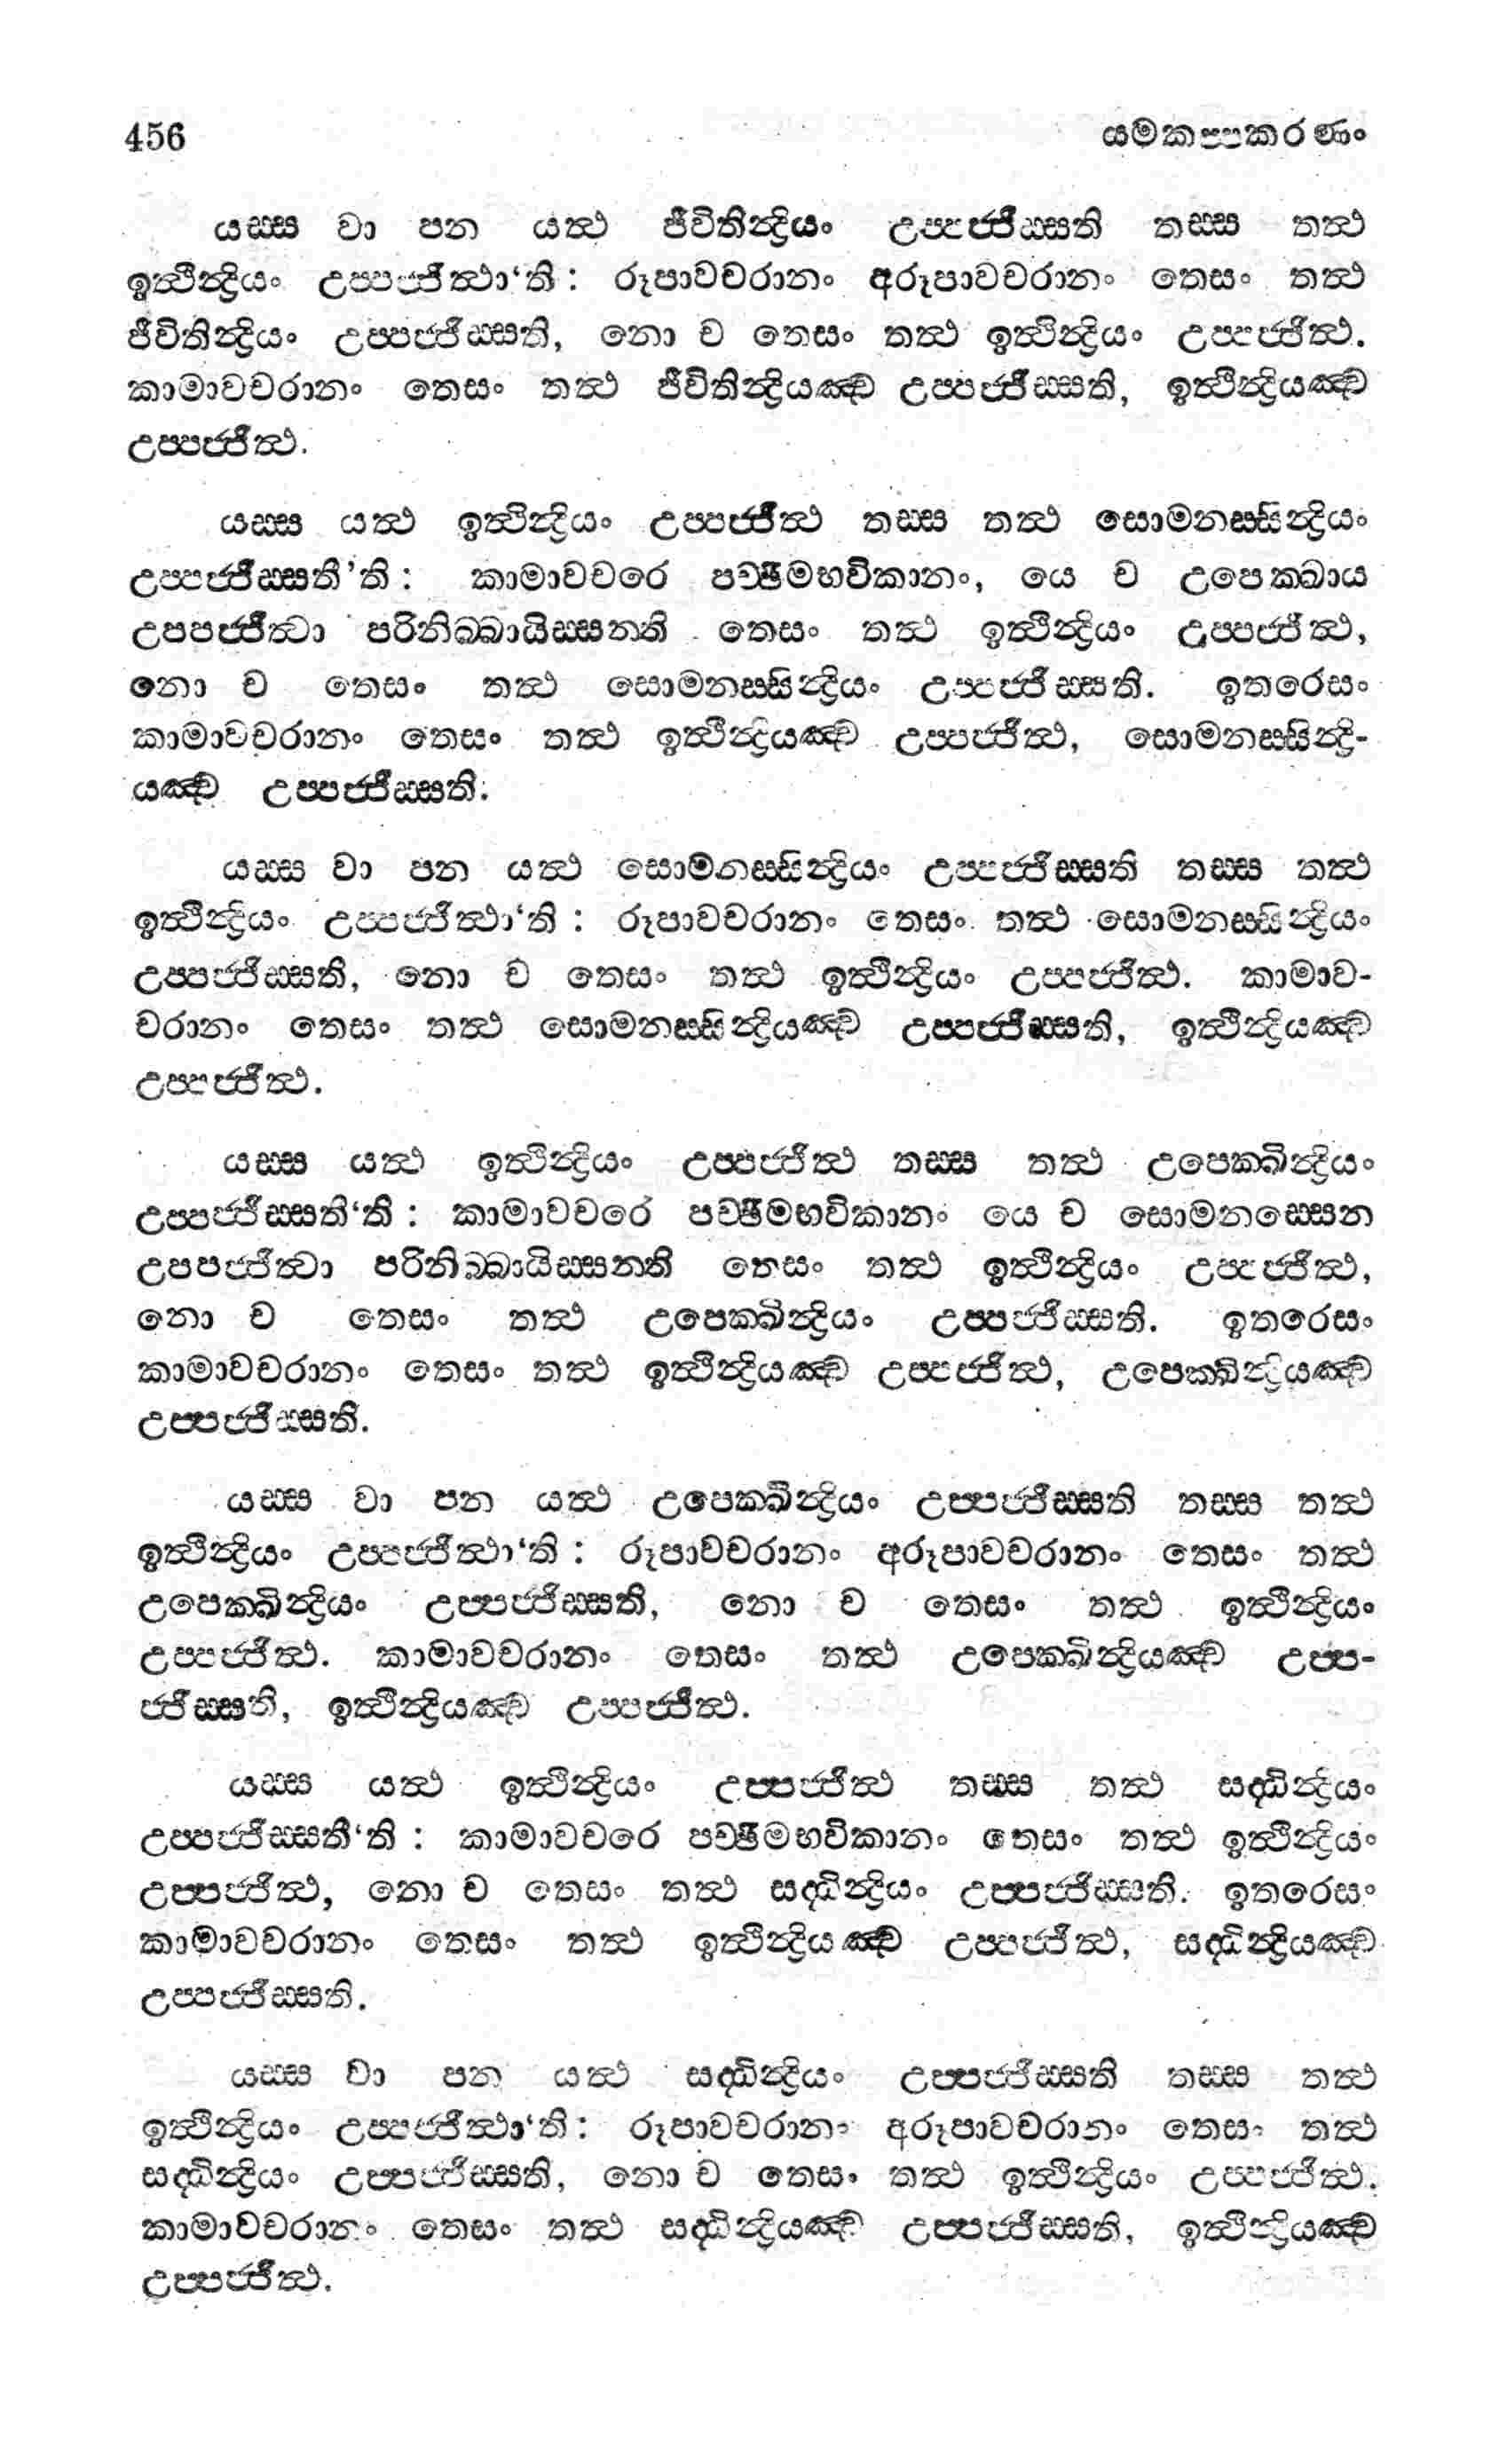 456 යමකප්පකරණං
යස්ස වා පන යත්ථ ජීවිතින්ද්‍රියං උප්පජ්ජිස්සති තස්ස තත්ථ
ඉත්ථින්ද්‍රියං උප්පජ්ජිත්ථා‘ති : රූපාවචරානං අරූපාවචරානං තෙසං තත්ථ
ජීවිතින්ද්‍රියං උප්පජ්ජිස්සති, නො ච තෙසං තත්ථ ඉත්ථින්ද්‍රියං උප්පජ්ජිත්ථ.
කාමාවචරානං තෙසං තත්ථ ජීවිතින්ද්‍රියඤ්ච උප්පජ්ජිස්සති, ඉත්ථින්ද්‍රියඤ්ච
උප්පජ්ජිත්ථ.
යස්ස යත්ථ ඉත්ථින්ද්‍රියං උප්පජ්ජිත්ථ තස්ස තත්ථ සොමනස්සින්ද්‍රියං
උප්පජ්ජිස්සතී’ති : කාමාවචරෙ පච්ඡිමභවිකානං, යෙ ච උපෙක්ඛාය
උපපජ්ජිත්වා පරිනිබ්බායිස්සන්ති තෙසං තත්ථ ඉත්ථින්ද්‍රියං උප්පජ්ජිත්ථ,
නො ච තෙසං තත්ථ සොමනස්සින්ද්‍රියං උප්පජ්ජිස්සති. ඉතරෙසං
කාමාවචරානං තෙසං තත්ථ ඉත්ථින්ද්‍රියඤ්ච උප්පජ්ජිත්ථ, සොමනස්සින්ද්‍රි-
යඤ්ච උප්පජ්ජිස්සති.
යස්ස වා පන යත්ථ සොමනස්සින්ද්‍රියං උප්පජ්ජිස්සති තස්ස තත්ථ
ඉත්ථින්ද්‍රියං උප්පජ්ජිත්ථා‘ති : රූපාවචරානං තෙසං තත්ථ සොමනස්සින්ද්‍රියං
උප්පජ්ජිස්සති, නො ච තෙසං තත්ථ ඉත්ථින්ද්‍රියං උප්පජ්ජිත්ථ. කාමාව-
චරානං තෙසං තත්ථ සොමනස්සින්ද්‍රියඤ්ච උප්පජ්ජිස්සති, ඉත්ථින්ද්‍රියඤ්ච
උප්පජ්ජිත්ථ.
යස්ස යත්ථ ඉත්ථින්ද්‍රියං උප්පජ්ජිත්ථ තස්ස තත්ථ උපෙක්ඛින්ද්‍රියං
උප්පජ්ජිස්සති‘ති : කාමාවචරේ පච්ඡිමභවිකානං යෙ ච සොමනස්සෙන
උපපජ්ජිත්වා පරිනිබ්බායිස්සන්ති තෙසං තත්ථ ඉත්ථින්ද්‍රියං උප්පජ්ජිත්ථ,
නො ච තෙසං තත්ථ උපෙක්ඛින්ද්‍රියං උප්පජ්ජිස්සති. ඉතරෙසං
කාමාවචරානං තෙසං තත්ථ ඉත්ථින්ද්‍රියඤ්ච උප්පජ්ජිත්ථ, උපෙක්ඛින්ද්‍රියඤ්ච
උප්පජ්ජිස්සති.
යස්ස වා පන යත්ථ උපෙක්ඛින්ද්‍රියං උප්පජ්ජිස්සති තස්ස තත්ථ
ඉත්ථින්ද්‍රියං උප්පජ්ජිත්ථා‘ති : රූපාවචරානං අරූපාවචරානං තෙසං තත්ථ
උපෙක්ඛින්ද්‍රියං උප්පජ්ජිස්සති, නො ච තෙසං තත්ථ ඉත්ථින්ද්‍රියං
උප්පජ්ජිත්ථ. කාමාවචරානං තෙසං තත්ථ උපෙක්ඛින්ද්‍රියඤ්ච උප්ප-
ජ්ජිස්සති, ඉත්ථින්ද්‍රියඤ්ච උප්පජ්ජිත්ථ.
යස්ස යත්ථ ඉත්ථින්ද්‍රියං උප්පජ්ජිත්ථ තස්ස තත්ථ සද්ධින්ද්‍රියං
උප්පජ්ජිස්සතී‘ති : කාමාවචරෙ පච්ඡිමභවිකානං තෙසං තත්ථ ඉත්ථින්ද්‍රියං
උප්පජ්ජිත්ථ, නො ච තෙසං තත්ථ සද්ධින්ද්‍රියං උප්පජ්ජිස්සති. ඉතරෙසං
කාමාවචරානං තෙසං තත්ථ ඉත්ථින්ද්‍රියඤ්ච උප්පජ්ජිත්ථ, සද්ධින්ද්‍රියඤ්ච
උප්පජ්ජිස්සති.
යස්ස වා පන යත්ථ සද්ධින්ද්‍රියං උප්පජ්ජිස්සති තස්ස තත්ථ
ඉත්ථින්ද්‍රියං උප්පජ්ජිත්ථා‘ති : රූපාවචරානං අරූපාවචරානං තෙසං තත්ථ
සද්ධින්ද්‍රියං උප්පජ්ජිස්සති, නො ච තෙසං තත්ථ ඉත්ථින්ද්‍රියං උප්පජ්ජිත්ථ.
කාමාවචරානං තෙසං තත්ථ සද්ධින්ද්‍රියඤ්ච උප්පජ්ජිස්සති, ඉත්ථින්ද්‍රියඤ්ච
උප්පජ්ජිත්ථ.